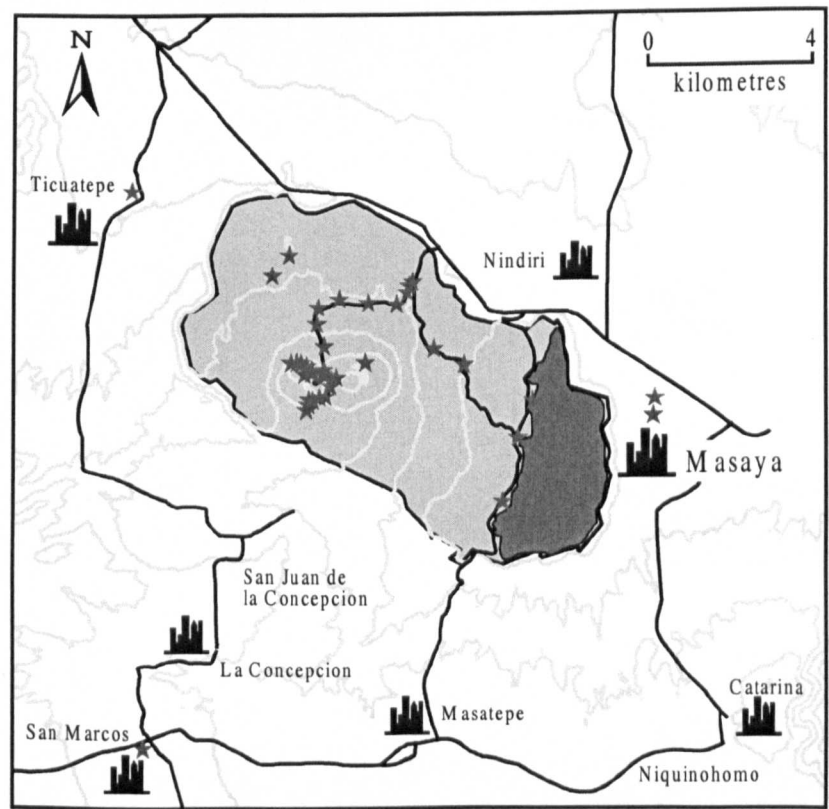 N
0 4
kilometres
Ticuatepe
Nindiri
Masaya
San Juan de
la Concepcion
La Concepcion
Catarina
Masatepe
San Marcos
Niquinohomo